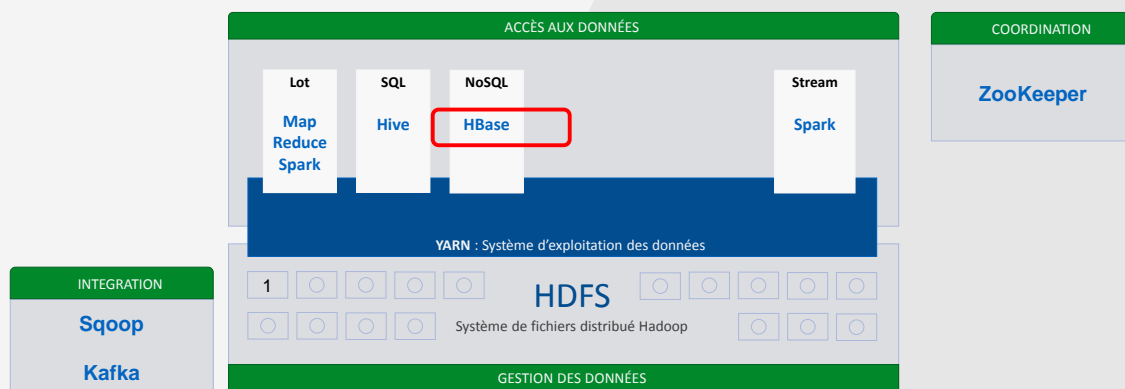 ACCÈS AUX DONNÉES
COORDINATION
Lot
SQL
NoSQL
Stream
Map
Reduce
Spark
Hive
HBase
Spark
ZooKeeper
YARN : Système d’exploitation des données
INTEGRATION
Sqoop
Kafka
1
HDFS
Système de fichiers distribué Hadoop
GESTION DES DONNÉES